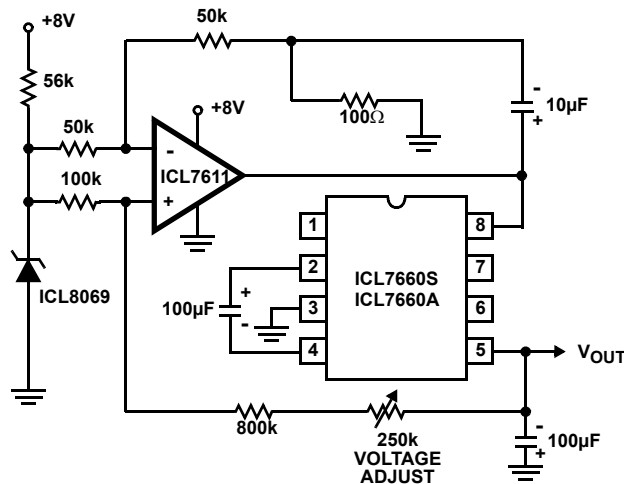 +8V
50k
56k
+8V
100Ω
-
10µF
+
50k
-
ICL7611
100k
+
1
8
2
ICL7660S
ICL7660A
7
ICL8069
100µF
+
-
3
6
4
5
VOUT
800k
250k
VOLTAGE
ADJUST
-
100µF
+